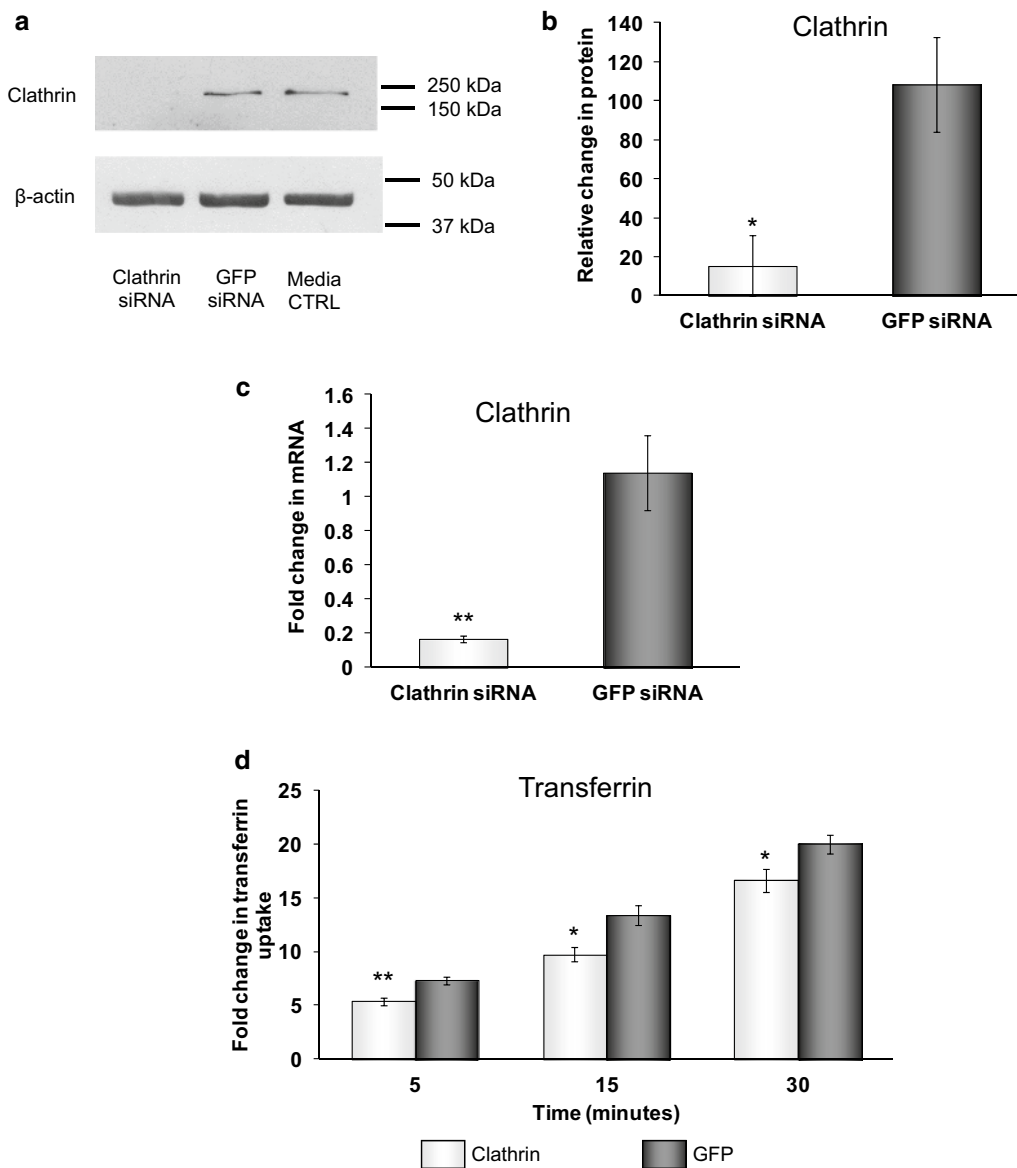 a
Clathrin
250 kDa
150 kDa
β-actin
50 kDa
37 kDa
Clathrin
siRNA
GFP
siRNA
Media
CTRL
b
Clathrin
Relative change in protein
140
120
100
80
60
40
20
0
*
Clathrin siRNA
GFP siRNA
c
Clathrin
Fold change in mRNA
1.6
1.4
1.2
1
0.8
0.6
0.4
0.2
0
**
Clathrin siRNA
GFP siRNA
d
Transferrin
Fold change in transferrin
uptake
25
20
15
10
5
0
**
*
*
5
15
30
Time (minutes)
Clathrin
GFP